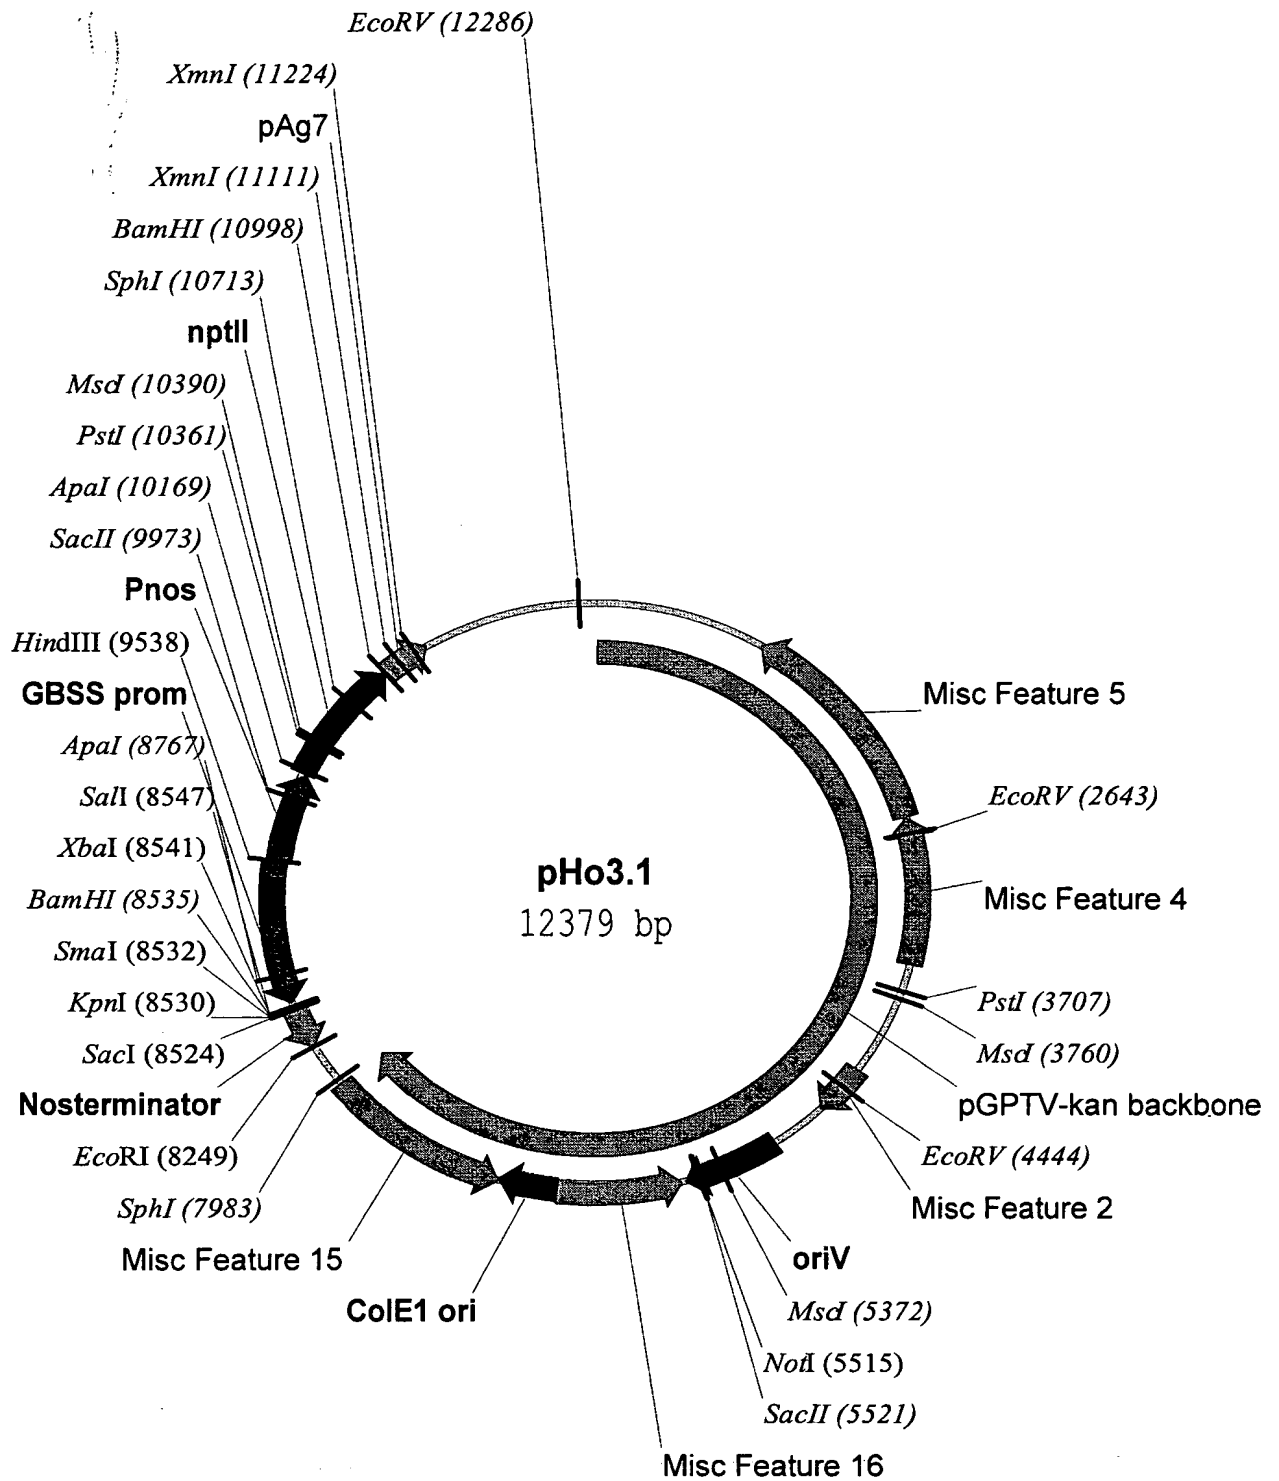 EcoRV (12286)
XmnI (11224)
pAg7
XmnI (11111)
BamHI (10998)
SphI (10713)
nptII
MscI (10390)
PstI (10361)
ApaI (10169)
SacII (9973)
Pnos
HindIII (9538)
GBSS prom
ApaI (8767)
SalI (8547)
XbaI (8541)
BamHI (8535)
SmaI (8532)
KpnI (8530)
SacI (8524)
Nosterminator
EcoRI (8249)
SphI (7983)
Misc Feature 15
ColE1 ori
pHo3.1
12379 bp
Misc Feature 5
EcoRV (2643)
Misc Feature 4
PstI (3707)
MscI (3760)
pGPTV-kan backbone
EcoRV (4444)
Misc Feature 2
oriV
MscI (5372)
NotI (5515)
SacII (5521)
Misc Feature 16